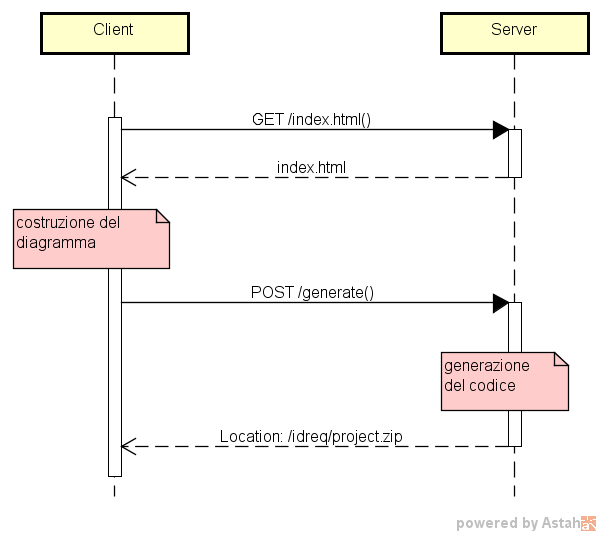 Client
Server
GET /index.html()
index.html
costruzione del
diagramma
POST /generate()
generazione
del codice
Location: /idreq/project.zip
powered by Astah